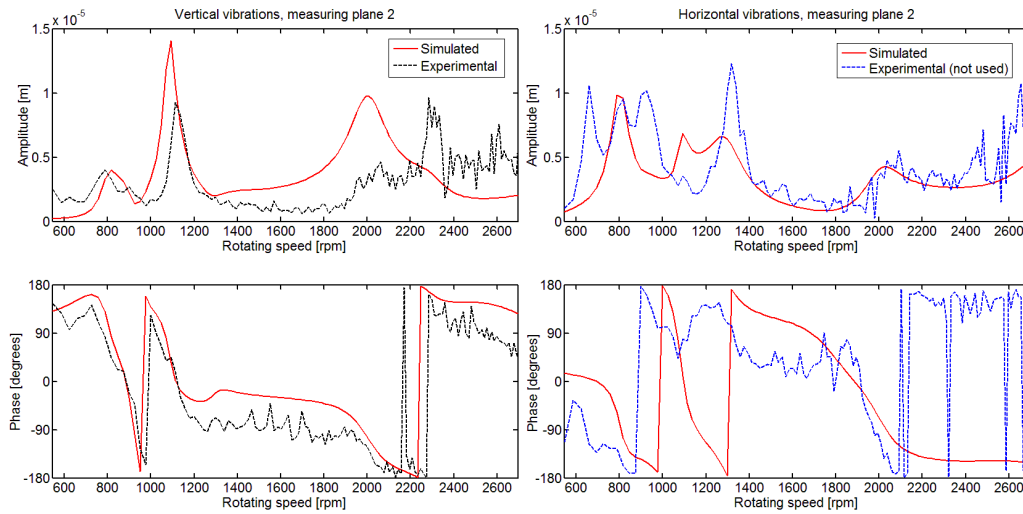 Vertical vibrations, measuring plane 2
1.5 x 10^-5
1
0.5
0
Amplitude [m]
Simulated
Experimental
600 800 1000 1200 1400 1600 1800 2000 2200 2400 2600
Rotating speed [rpm]
Horizontal vibrations, measuring plane 2
1.5 x 10^-5
1
0.5
0
Amplitude [m]
Simulated
Experimental (not used)
600 800 1000 1200 1400 1600 1800 2000 2200 2400 2600
Rotating speed [rpm]
180
90
0
-90
-180
Phase [degrees]
600 800 1000 1200 1400 1600 1800 2000 2200 2400 2600
Rotating speed [rpm]
180
90
0
-90
-180
Phase [degrees]
600 800 1000 1200 1400 1600 1800 2000 2200 2400 2600
Rotating speed [rpm]